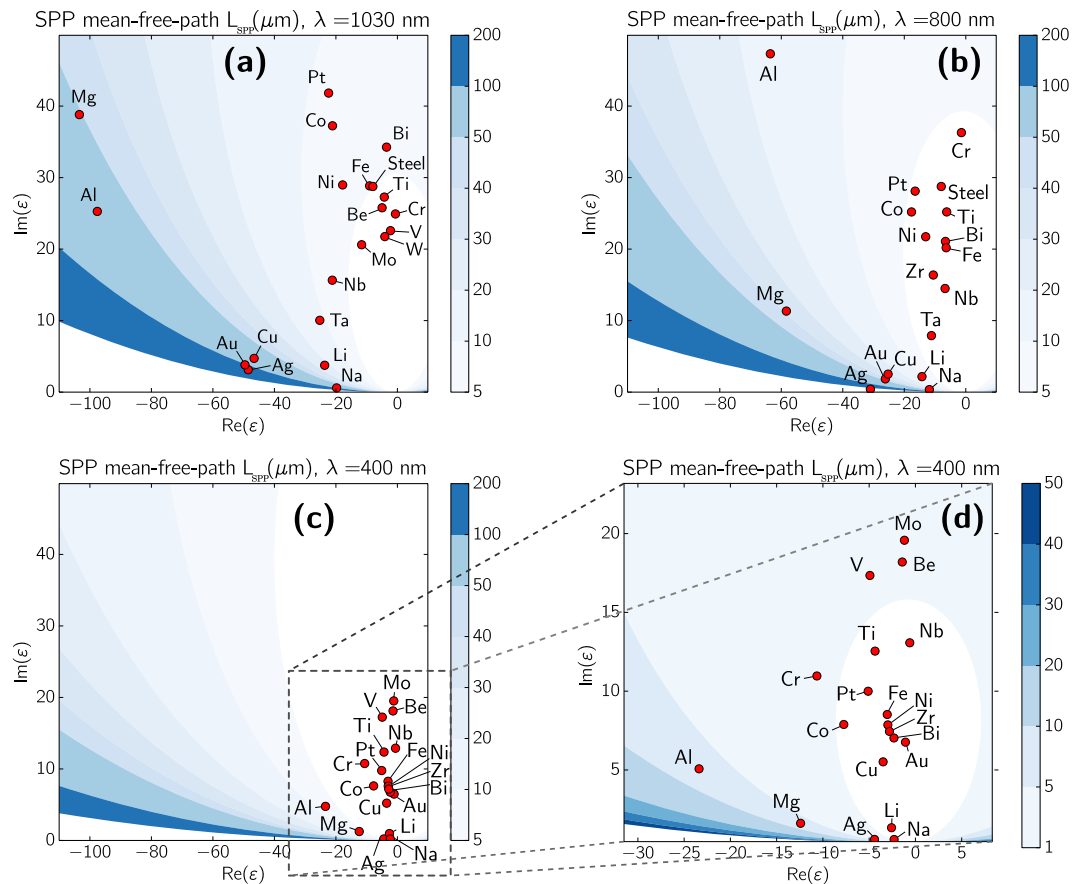 SPP mean-free-path L_SPP(μm), λ =1030 nm
(a)
Im(ε)
Re(ε)
40
30
20
10
0
−100 −80 −60 −40 −20 0
Mg
Al
Pt
Co
Bi
Fe
Steel
Ni
Ti
Be
Cr
V
W
Mo
Nb
Ta
Au
Cu
Ag
Li
Na
200
100
50
40
30
20
10
5
SPP mean-free-path L_SPP(μm), λ =800 nm
(b)
Im(ε)
Re(ε)
40
30
20
10
0
−100 −80 −60 −40 −20 0
Al
Cr
Pt
Steel
Co
Ti
Ni
Bi
Fe
Zr
Nb
Mg
Ta
Au
Cu
Ag
Li
Na
200
100
50
40
30
20
10
5
SPP mean-free-path L_SPP(μm), λ =400 nm
(c)
Im(ε)
Re(ε)
40
30
20
10
0
−100 −80 −60 −40 −20 0
Mo
V
Be
Ti
Nb
Pt
Fe
Ni
Cr
Zr
Co
Bi
Al
Cu
Au
Mg
Li
Ag
Na
200
100
50
40
30
20
10
5
SPP mean-free-path L_SPP(μm), λ =400 nm
(d)
Im(ε)
Re(ε)
20
15
10
5
−30 −25 −20 −15 −10 −5 0 5
Mo
V
Be
Ti
Nb
Cr
Pt
Fe
Ni
Co
Zr
Bi
Al
Cu
Au
Mg
Li
Ag
Na
50
40
30
20
10
5
1